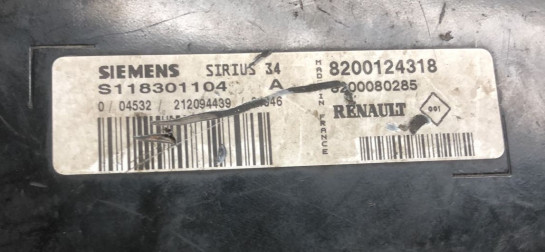 SIEMENS SIRIUS 34
S118301104 A
0 / 04532 / 212094439
MADE IN FRANCE
8200124318
8200080285
RENAULT